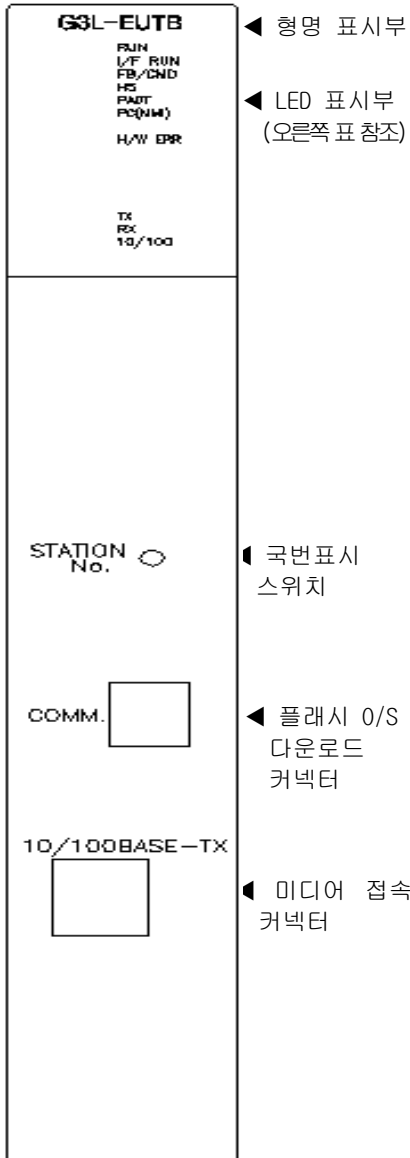 G3L-EUTB
◀ 형명 표시부
RUN
I/F RUN
FB/CMD
HS
PADT
PC(NMI)
H/W ERR
◀ LED 표시부
(오른쪽 표 참조)
TX
RX
10/100
STATION
No.
◀ 국번표시
스위치
COMM.
◀ 플래시 O/S
다운로드
커넥터
10/100BASE-TX
◀ 미디어 접속
커넥터